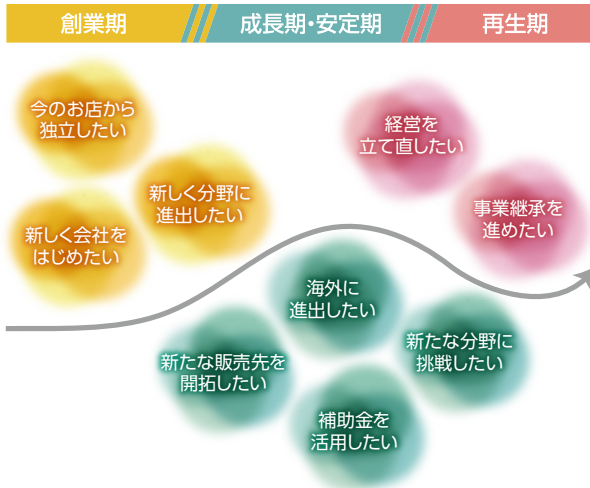 創業期
成長期・安定期
再生期
今のお店から
独立したい
新しく分野に
進出したい
新しく会社を
はじめたい
経営を
立て直したい
事業継承を
進めたい
海外に
進出したい
新たな販売先を
開拓したい
新たな分野に
挑戦したい
補助金を
活用したい